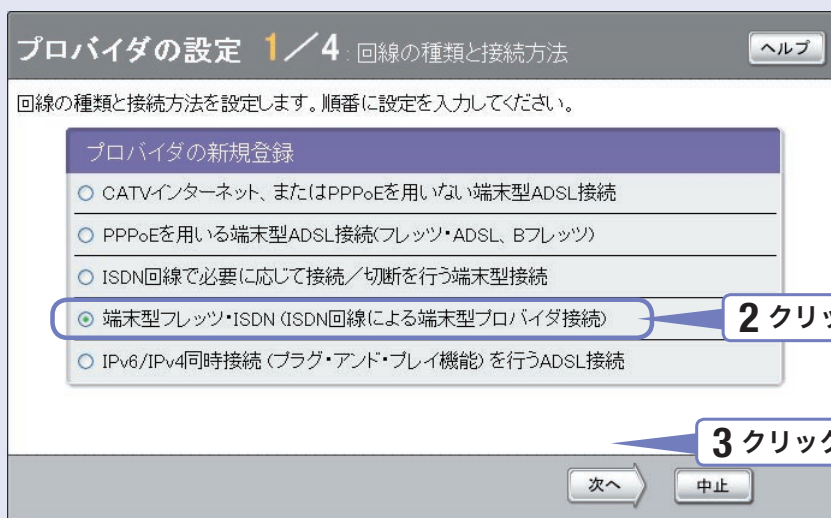 プロバイダの設定 1/4:回線の種類と接続方法
ヘルプ
回線の種類と接続方法を設定します。順番に設定を入力してください。
プロバイダの新規登録
CATVインターネット、またはPPPoEを用いない端末型ADSL接続
PPPoEを用いる端末型ADSL接続(フレッツ・ADSL、Bフレッツ)
ISDN回線で必要に応じて接続/切断を行う端末型接続
端末型フレッツ・ISDN(ISDN回線による端末型プロバイダ接続)
2 クリッ
IPv6/IPv4同時接続(プラグ・アンド・プレイ機能)を行うADSL接続
3 クリック
次へ
中止